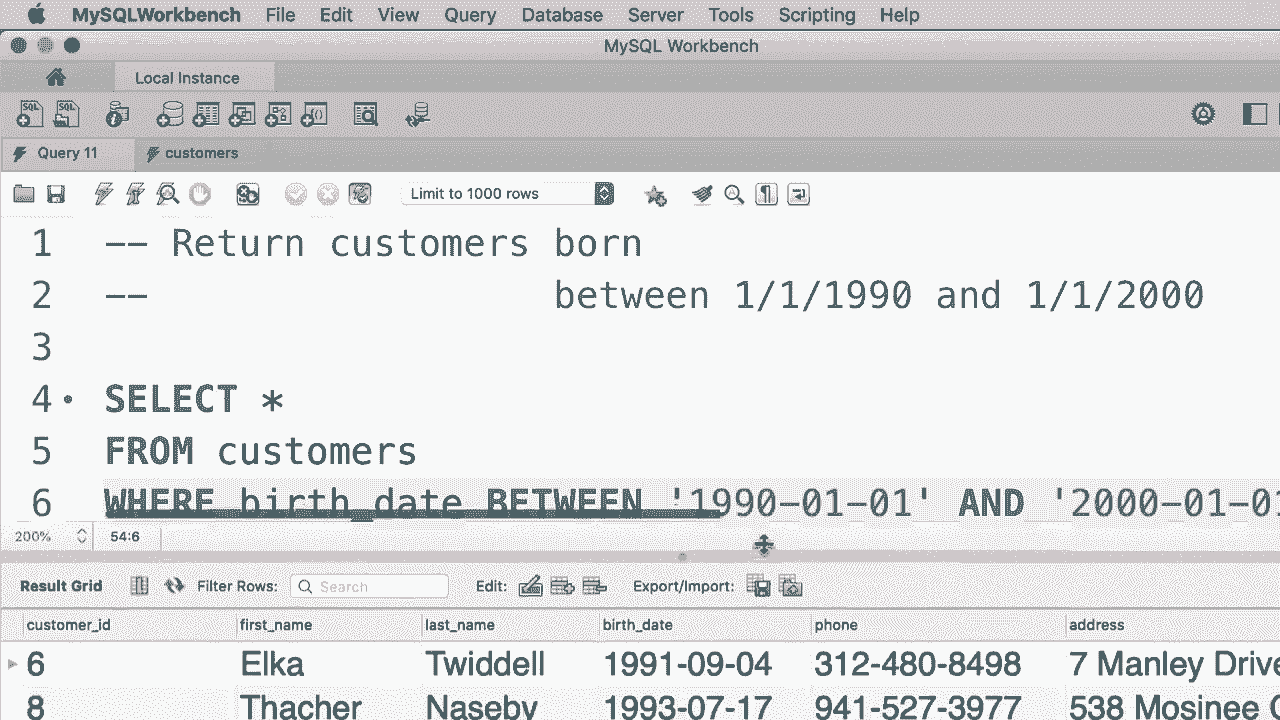 MySQLWorkbench File Edit View Query Database Server Tools Scripting Help
MySQL Workbench
Local Instance
SQL SQL
Query 11 customers
Limit to 1000 rows
1 -- Return customers born
2 -- between 1/1/1990 and 1/1/2000
3
4 SELECT *
5 FROM customers
6 WHERE birth_date BETWEEN '1990-01-01' AND '2000-01-01
200% 54:6
Result Grid Filter Rows: Search Edit: Export/Import:
customer_id first_name last_name birth_date phone address
6 Elka Twiddell 1991-09-04 312-480-8498 7 Manley Drive
8 Thacher Naseby 1993-07-17 941-527-3977 538 Mosinee